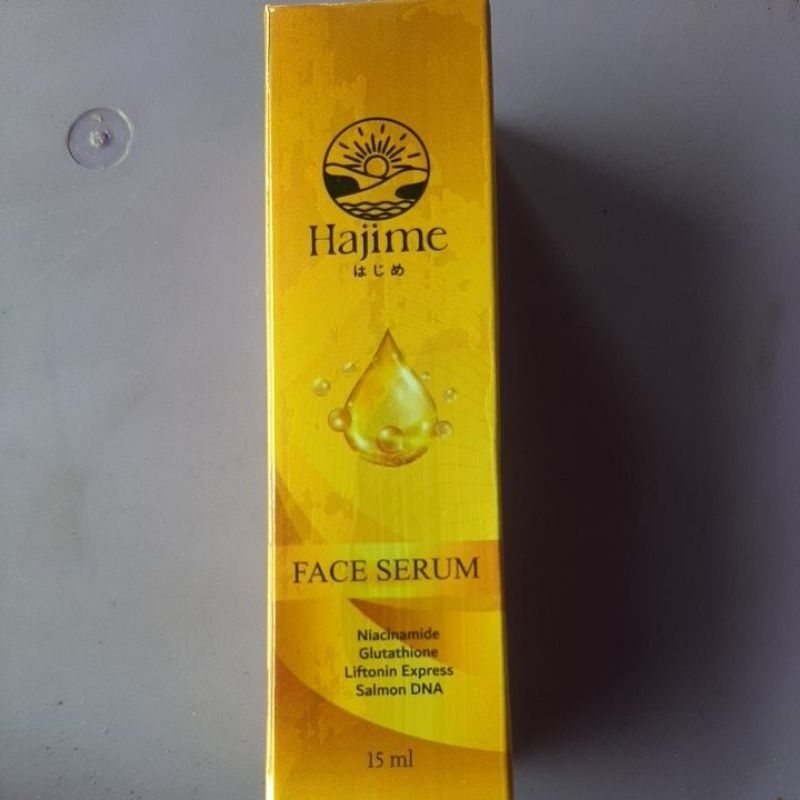 Hajime
はじめ
FACE SERUM
Niacinamide
Glutathione
Liftonin Express
Salmon DNA
15 ml